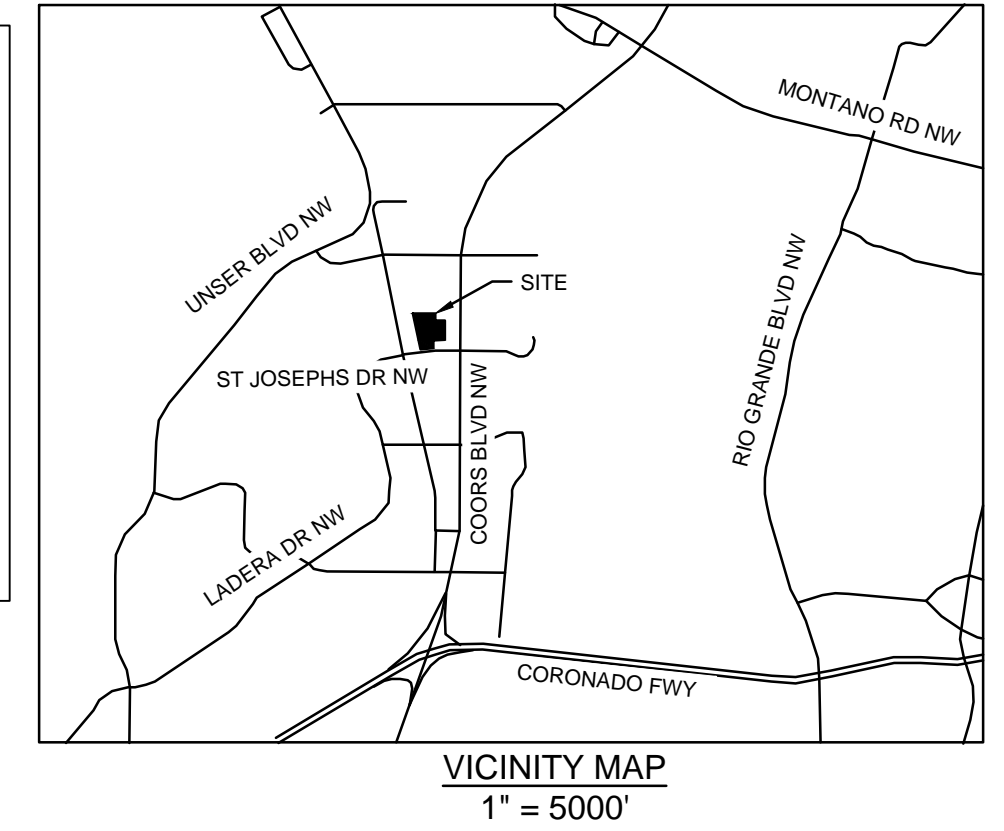 MONTANO RD NW
UNSER BLVD NW
SITE
RIO GRANDE BLVD NW
ST JOSEPHS DR NW
COORS BLVD NW
LADERA DR NW
CORONADO FWY
VICINITY MAP
1" = 5000'